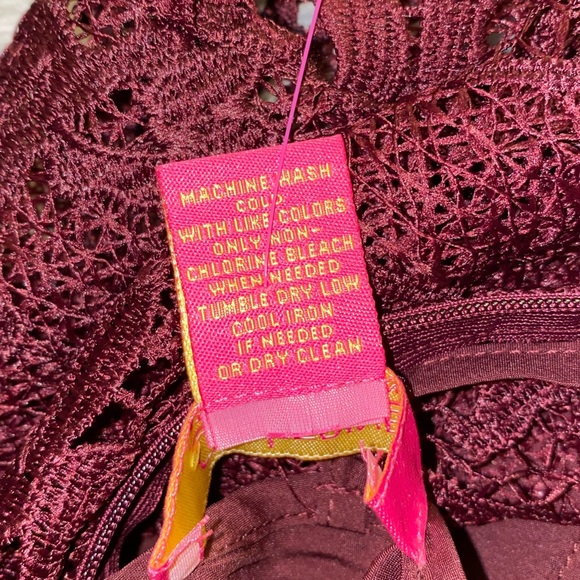 MACHINE WASH
COLD
WITH LIKE COLORS
ONLY NON-
CHLORINE BLEACH
WHEN NEEDED
TUMBLE DRY LOW
COOL IRON
IF NEEDED
OR DRY CLEAN